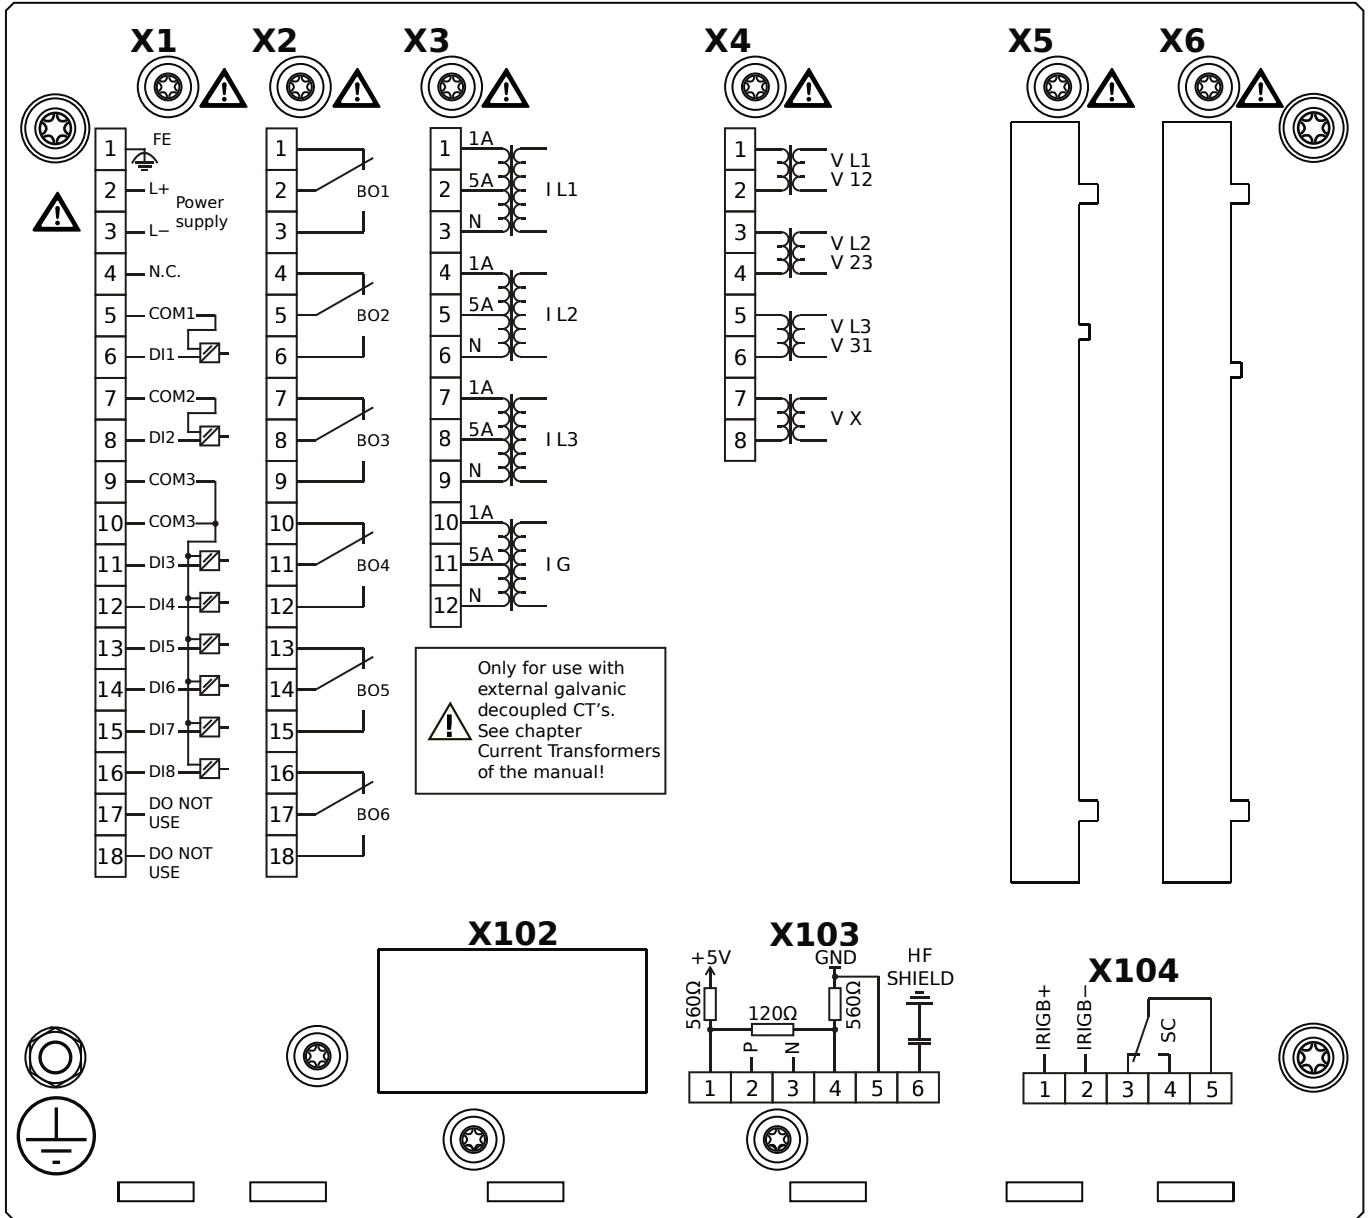 X1
X2
X3
X4
X5
X6
1
FE
2
L+
Power
supply
3
L−
4
N.C.
5
COM1
6
DI1
7
COM2
8
DI2
9
COM3
10
COM3
11
DI3
12
DI4
13
DI5
14
DI6
15
DI7
16
DI8
17
DO NOT
USE
18
DO NOT
USE
1
2
BO1
3
4
5
BO2
6
7
8
BO3
9
10
11
BO4
12
13
14
BO5
15
16
17
BO6
18
1
1A
2
5A
I L1
3
N
4
1A
5
5A
I L2
6
N
7
1A
8
5A
I L3
9
N
10
1A
11
5A
I G
12
N
Only for use with
external galvanic
decoupled CT's.
See chapter
Current Transformers
of the manual!
1
2
V L1
V 12
3
4
V L2
V 23
5
6
V L3
V 31
7
8
V X
X102
X103
+5V
GND
HF
SHIELD
560Ω
120Ω
560Ω
P
N
1
2
3
4
5
6
X104
IRIGB+
IRIGB−
SC
1
2
3
4
5